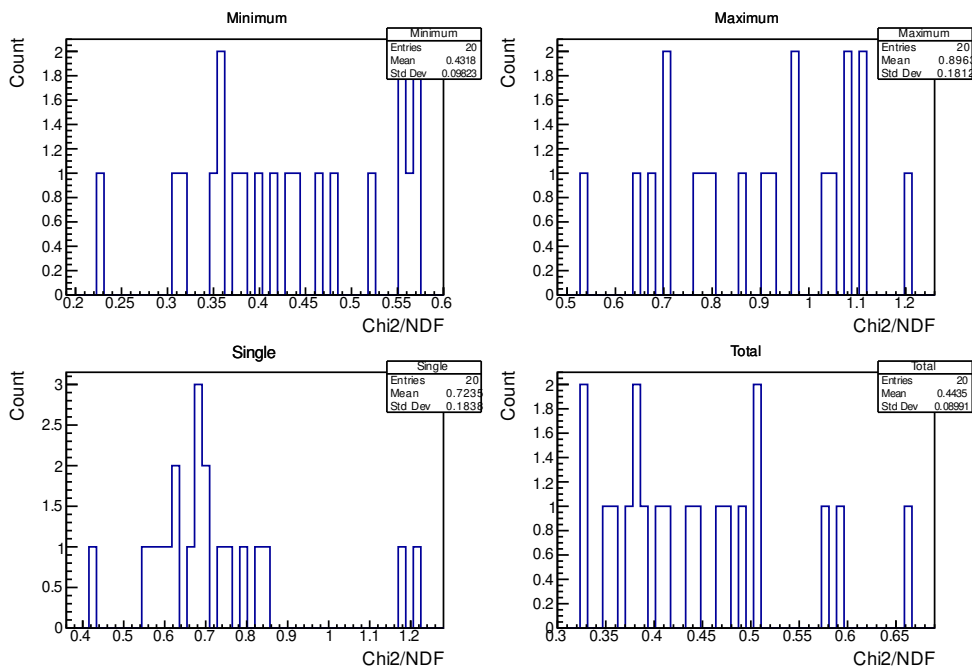 Minimum
Count
Minimum
Entries 20
Mean 0.4318
Std Dev 0.09823
2
1.8
1.6
1.4
1.2
1
0.8
0.6
0.4
0.2
0
0.2 0.25 0.3 0.35 0.4 0.45 0.5 0.55 0.6
Chi2/NDF
Maximum
Count
Maximum
Entries 20
Mean 0.8963
Std Dev 0.1812
2
1.8
1.6
1.4
1.2
1
0.8
0.6
0.4
0.2
0
0.5 0.6 0.7 0.8 0.9 1 1.1 1.2
Chi2/NDF
Single
Count
Single
Entries 20
Mean 0.7235
Std Dev 0.1838
3
2.5
2
1.5
1
0.5
0
0.4 0.5 0.6 0.7 0.8 0.9 1 1.1 1.2
Chi2/NDF
Total
Count
Total
Entries 20
Mean 0.4435
Std Dev 0.08991
2
1.8
1.6
1.4
1.2
1
0.8
0.6
0.4
0.2
0
0.3 0.35 0.4 0.45 0.5 0.55 0.6 0.65
Chi2/NDF